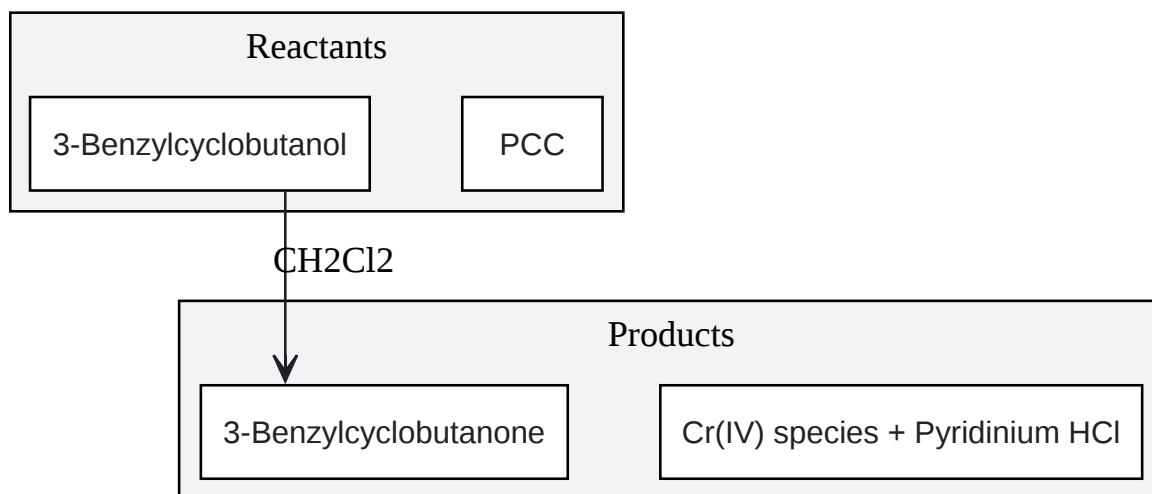 Reactants
3-Benzylcyclobutanol
PCC
CH2Cl2
Products
3-Benzylcyclobutanone
Cr(IV) species + Pyridinium HCl